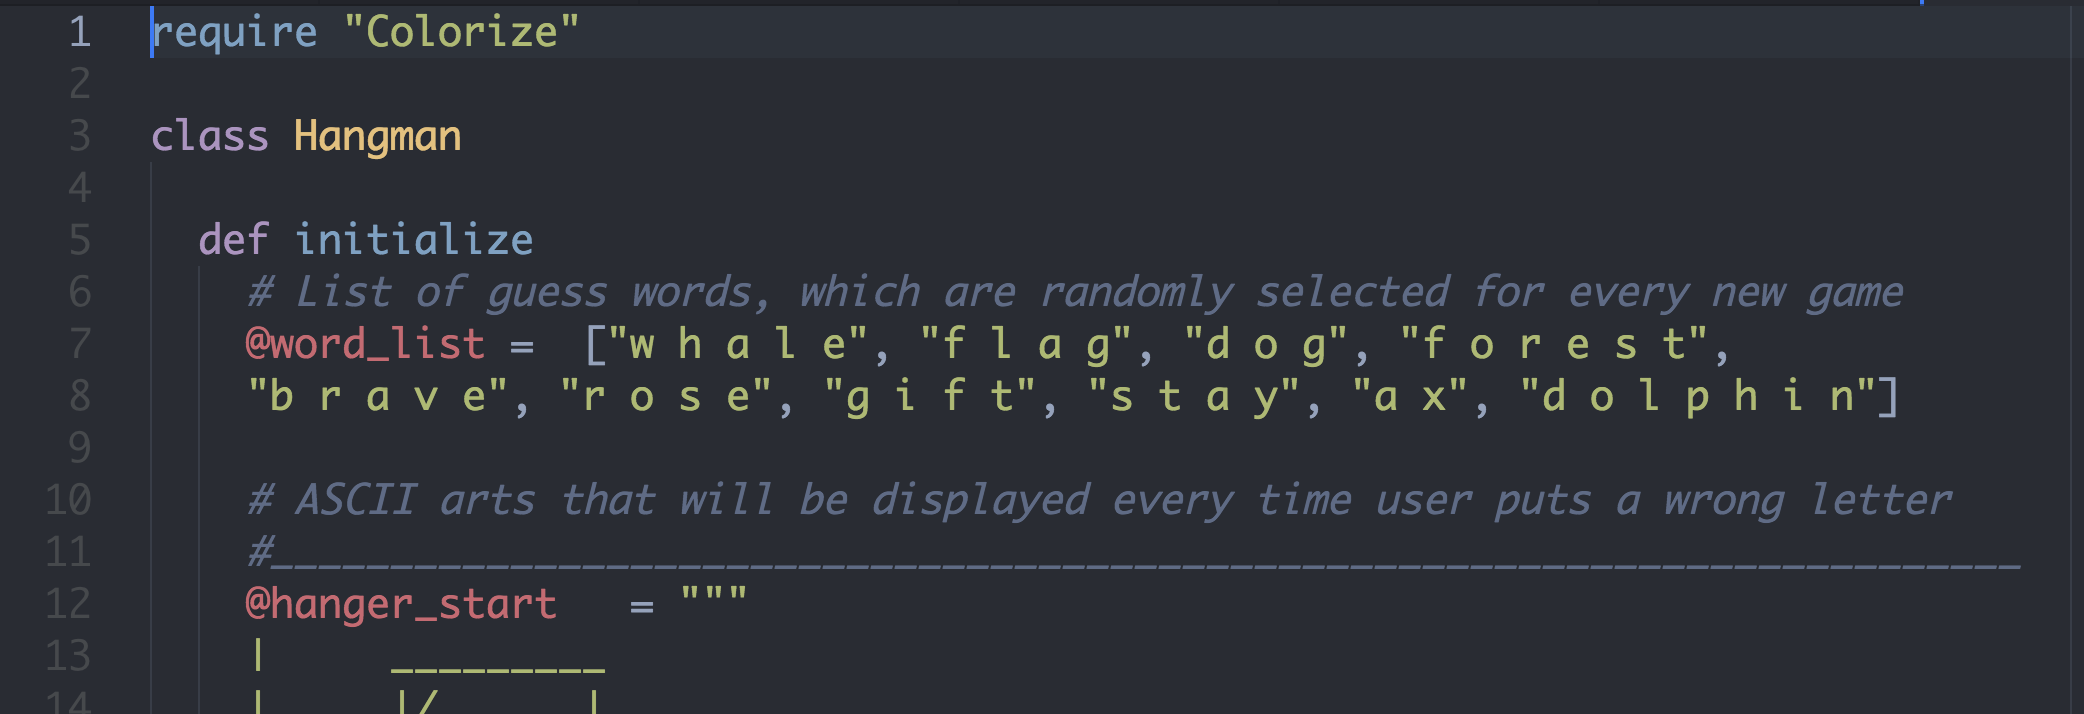 1 require "Colorize"
2
3 class Hangman
4
5   def initialize
6     # List of guess words, which are randomly selected for every new game
7     @word_list =  ["w h a l e", "f l a g", "d o g", "f o r e s t",
8     "b r a v e", "r o s e", "g i f t", "s t a y", "a x", "d o l p h i n"]
9
10     # ASCII arts that will be displayed every time user puts a wrong letter
11     #_________________________________________________________________________
12     @hanger_start   = """
13     |     _________
14     |     |/      |